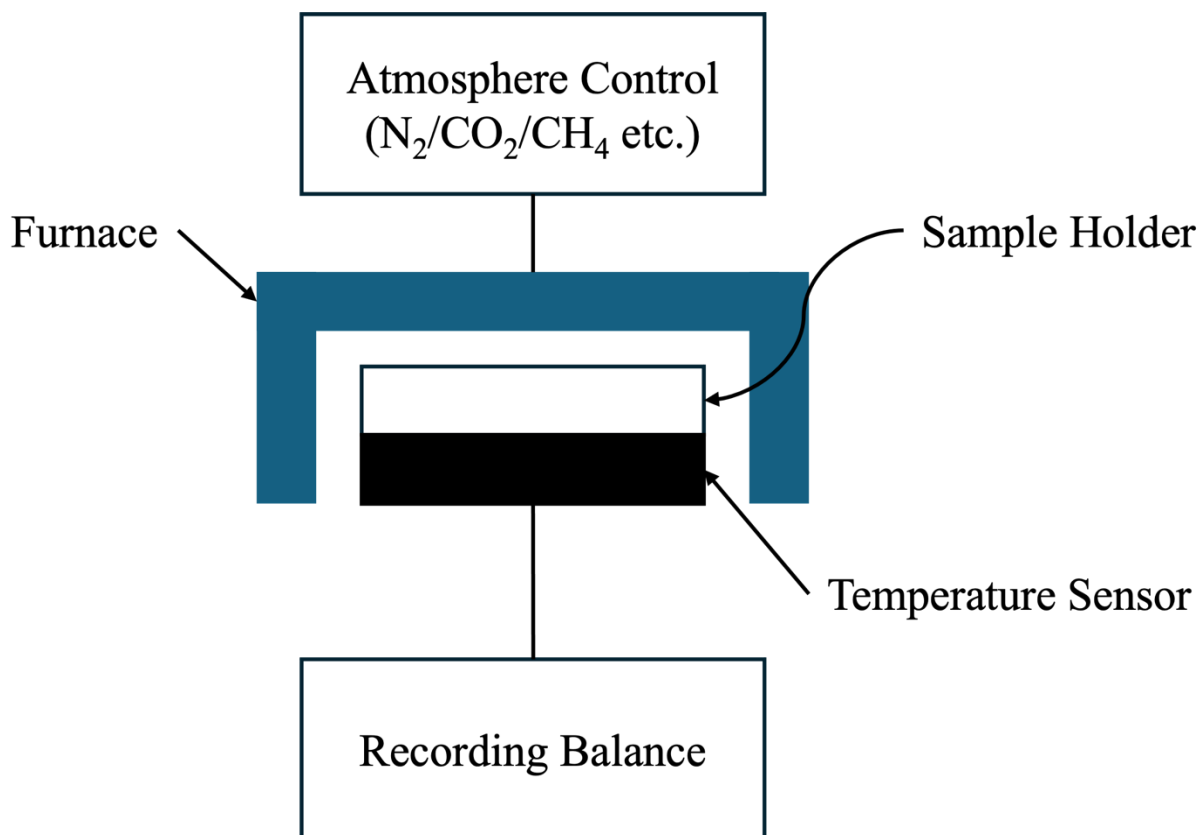 Atmosphere Control
(N₂/CO₂/CH₄ etc.)
Furnace
Sample Holder
Temperature Sensor
Recording Balance